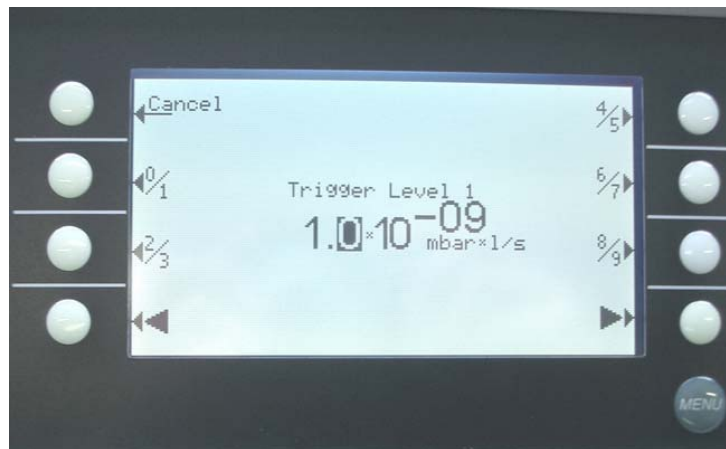 Cancel
4/5
0/1
6/7
Trigger Level 1
1.0×10⁻⁰⁹ mbar×l/s
2/3
8/9
MENU